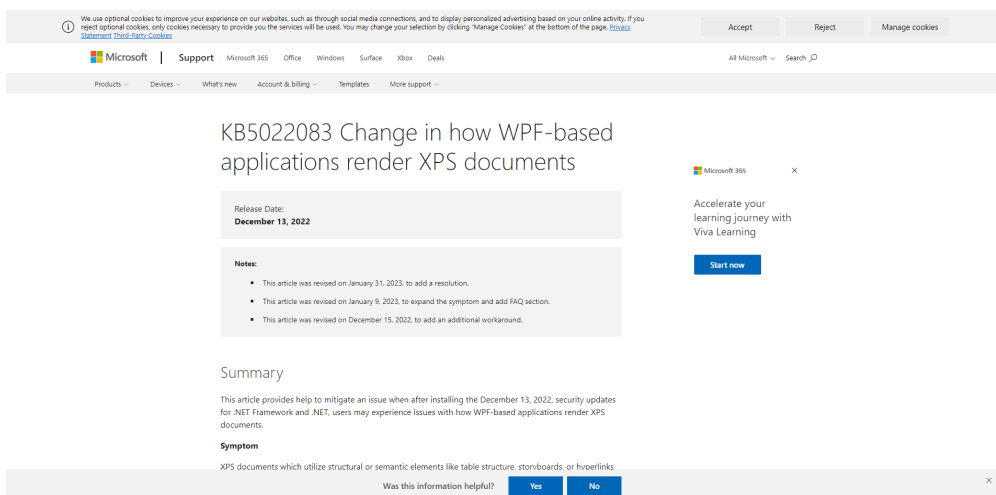 We use optional cookies to improve your experience on our websites, such as through social media connections, and to display personalized advertising based on your online activity. If you
reject optional cookies, only cookies necessary to provide you the services will be used. You may change your selection by clicking "Manage Cookies" at the bottom of the page. Privacy
Statement Third-Party Cookies
Accept
Reject
Manage cookies
Microsoft
Support
Microsoft 365
Office
Windows
Surface
Xbox
Deals
All Microsoft
Search
Products
Devices
What's new
Account & billing
Templates
More support
KB5022083 Change in how WPF-based
applications render XPS documents
Release Date:
December 13, 2022
Notes:
This article was revised on January 31, 2023, to add a resolution.
This article was revised on January 9, 2023, to expand the symptom and add FAQ section.
This article was revised on December 15, 2022, to add an additional workaround.
Microsoft 365
Accelerate your
learning journey with
Viva Learning
Start now
Summary
This article provides help to mitigate an issue when after installing the December 13, 2022, security updates
for .NET Framework and .NET, users may experience issues with how WPF-based applications render XPS
documents.
Symptom
XPS documents which utilize structural or semantic elements like table structure, storyboards, or hyperlinks
Was this information helpful?
Yes
No